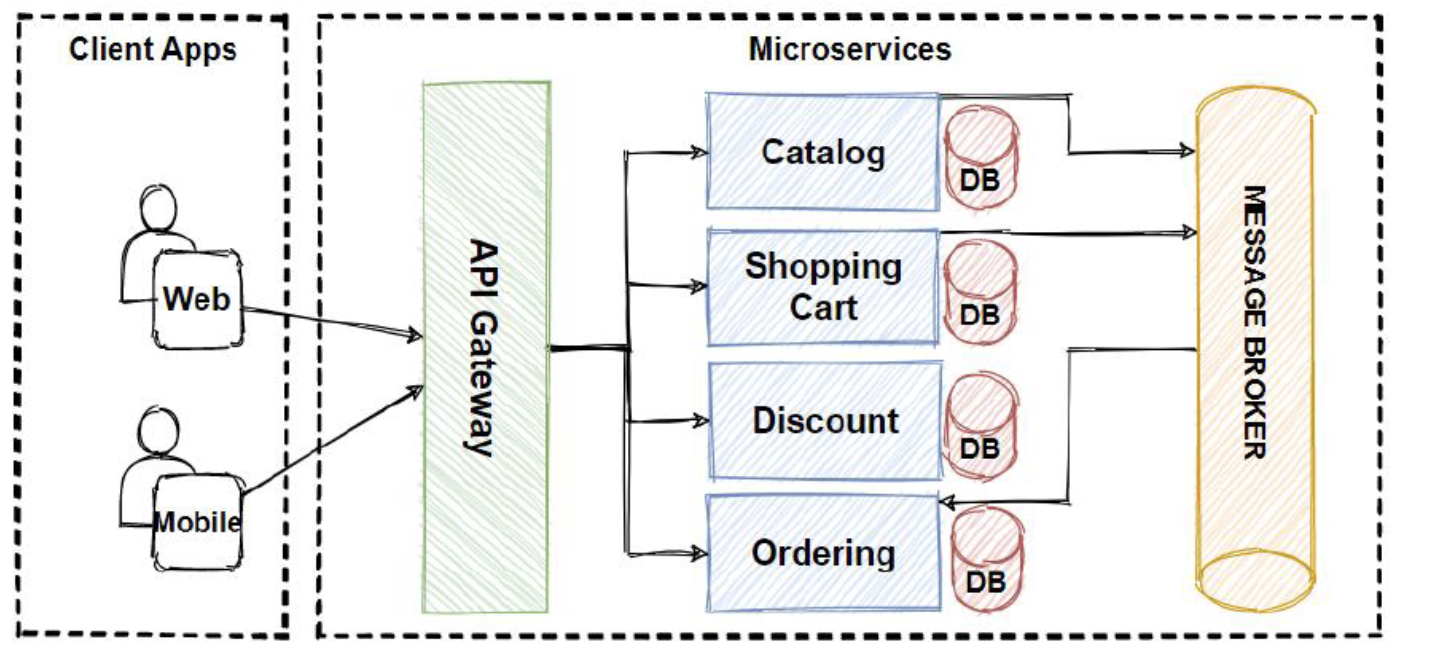 Client Apps
Microservices
Web
Mobile
API Gateway
Catalog
DB
Shopping
Cart
DB
Discount
DB
Ordering
DB
MESSAGE BROKER